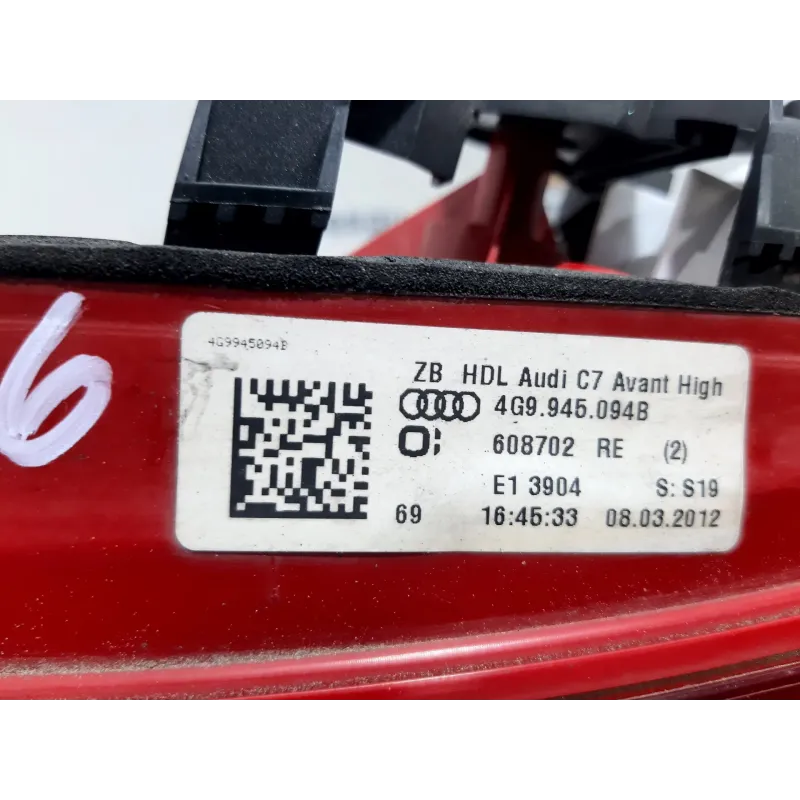 6
4G9945094B
ZB HDL Audi C7 Avant High
4G9.945.094B
608702 RE (2)
E1 3904 S: S19
69 16:45:33 08.03.2012